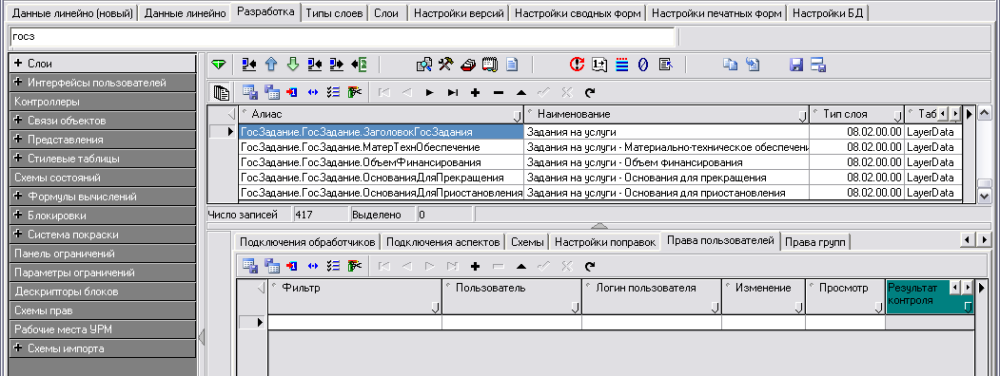 Данные линейно (новый) Данные линейно Разработка Типы слоев Слои Настройки версий Настройки сводных форм Настройки печатных форм Настройки БД
госз
+ Слои
+ Интерфейсы пользователей
Контроллеры
+ Связи объектов
+ Представления
+ Стилевые таблицы
Схемы состояний
+ Формулы вычислений
+ Блокировки
+ Система покраски
Панель ограничений
Параметры ограничений
Дескрипторы блоков
Схемы прав
Рабочие места УРМ
+ Схемы импорта
Алиас Наименование Тип слоя Таб
ГосЗадание.ГосЗадание.ЗаголовокГосЗадания Задания на услуги 08.02.00.00 LayerData
ГосЗадание.ГосЗадание.МатерТехнОбеспечение Задания на услуги - Материально-техническое обеспечени 08.02.00.00 LayerData
ГосЗадание.ГосЗадание.ОбъемФинансирования Задания на услуги - Объем финансирования 08.02.00.00 LayerData
ГосЗадание.ГосЗадание.ОснованияДляПрекращения Задания на услуги - Основания для прекращения 08.02.00.00 LayerData
ГосЗадание.ГосЗадание.ОснованияДляПриостановления Задания на услуги - Основания для приостановления 08.02.00.00 LayerData
Число записей 417 Выделено 0
Подключения обработчиков Подключения аспектов Схемы Настройки поправок Права пользователей Права групп
Фильтр Пользователь Логин пользователя Изменение Просмотр Результат
контроля